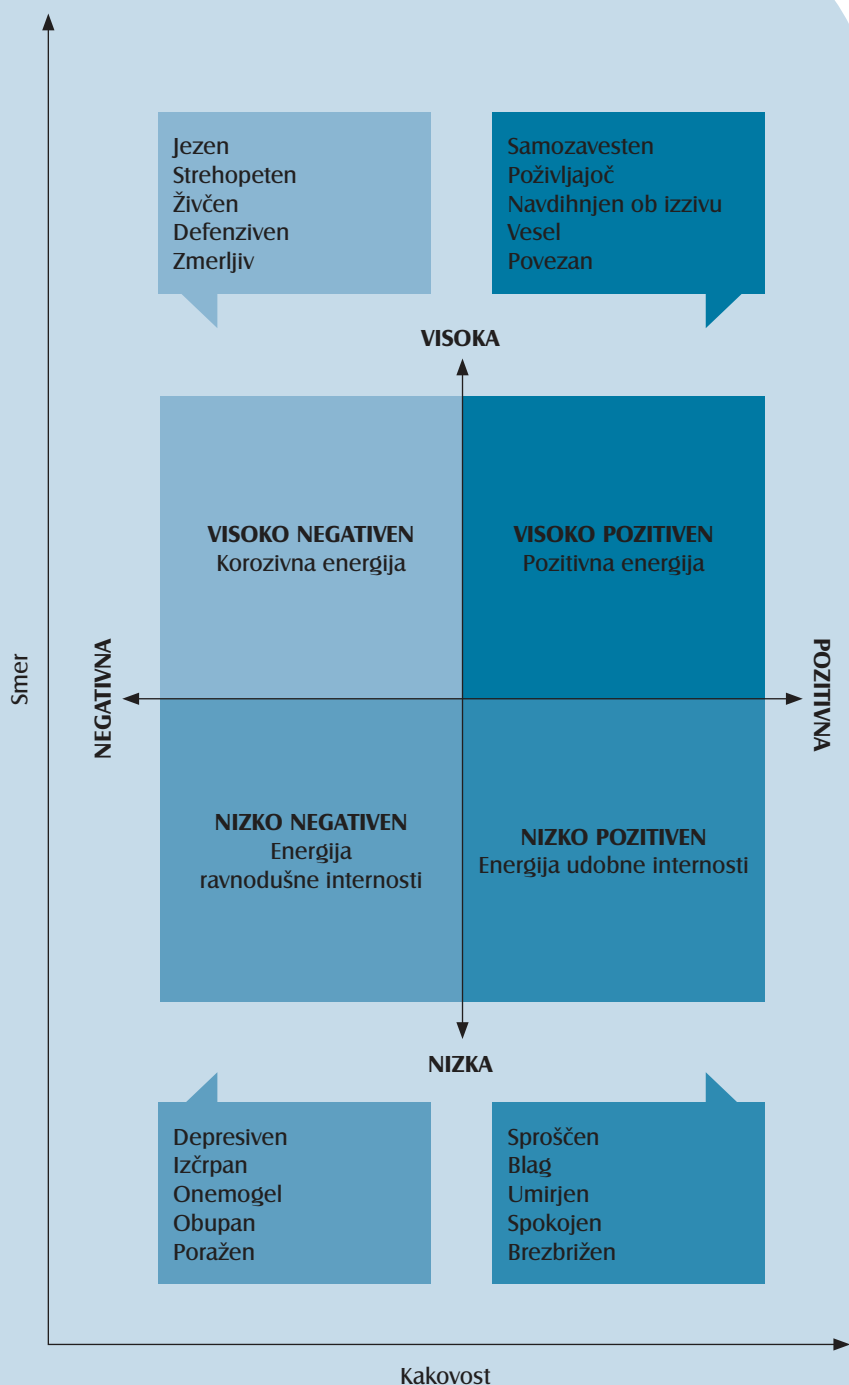 Jezen
Strehopeten
Živčen
Defenziven
Zmerljiv
Samozavesten
Poživljajoč
Navdihnjen ob izzivu
Vesel
Povezan
VISOKA
VISOKO NEGATIVEN
Korozivna energija
VISOKO POZITIVEN
Pozitivna energija
Smer
NEGATIVNA
POZITIVNA
NIZKO NEGATIVEN
Energija
ravnodušne internosti
NIZKO POZITIVEN
Energija udobne internosti
NIZKA
Depresiven
Izčrpan
Onemogel
Obupan
Poražen
Sproščen
Blag
Umirjen
Spokojen
Brezbrižen
Kakovost